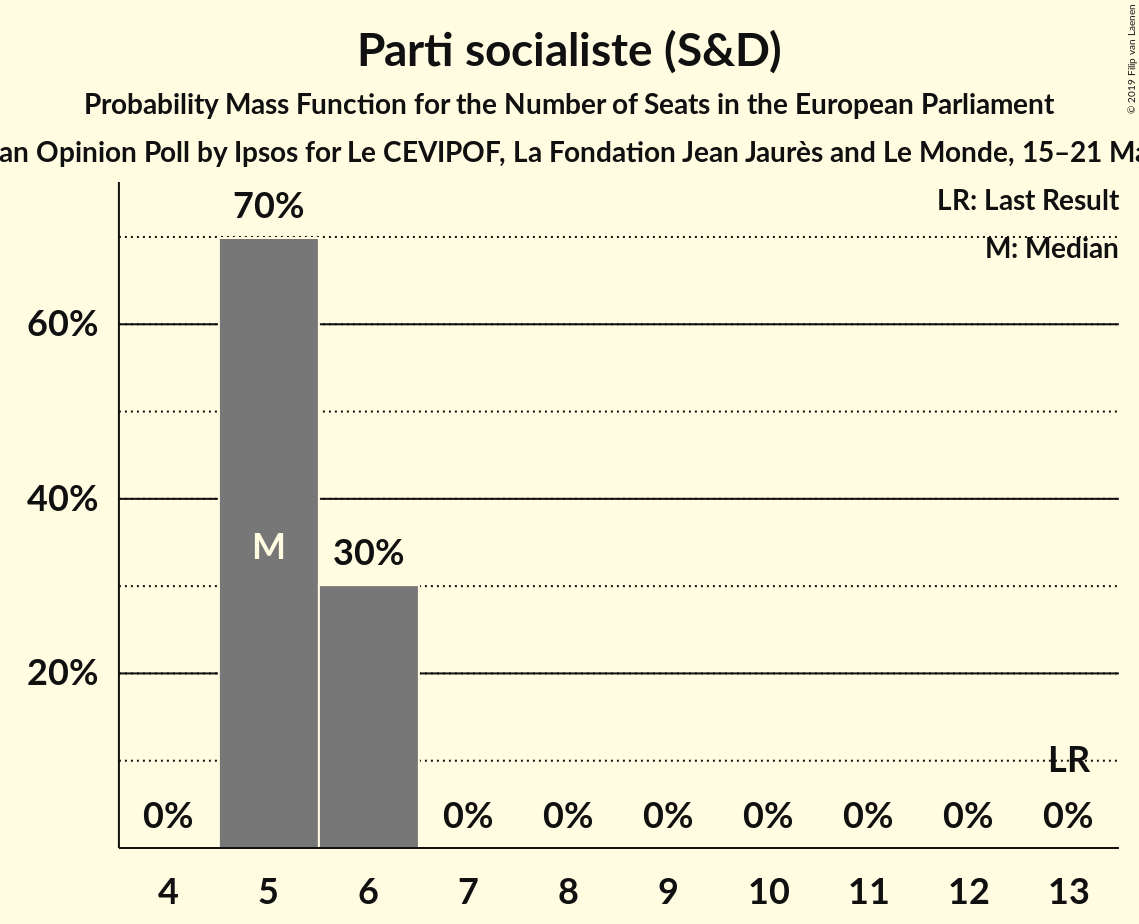 Parti socialiste (S&D)
Probability Mass Function for the Number of Seats in the European Parliament
an Opinion Poll by Ipsos for Le CEVIPOF, La Fondation Jean Jaurès and Le Monde, 15–21 Ma
© 2019 Filip van Laenen
LR: Last Result
M: Median
70%
60%
40%
M
30%
20%
LR
0% 0% 0% 0% 0% 0% 0% 0%
4 5 6 7 8 9 10 11 12 13